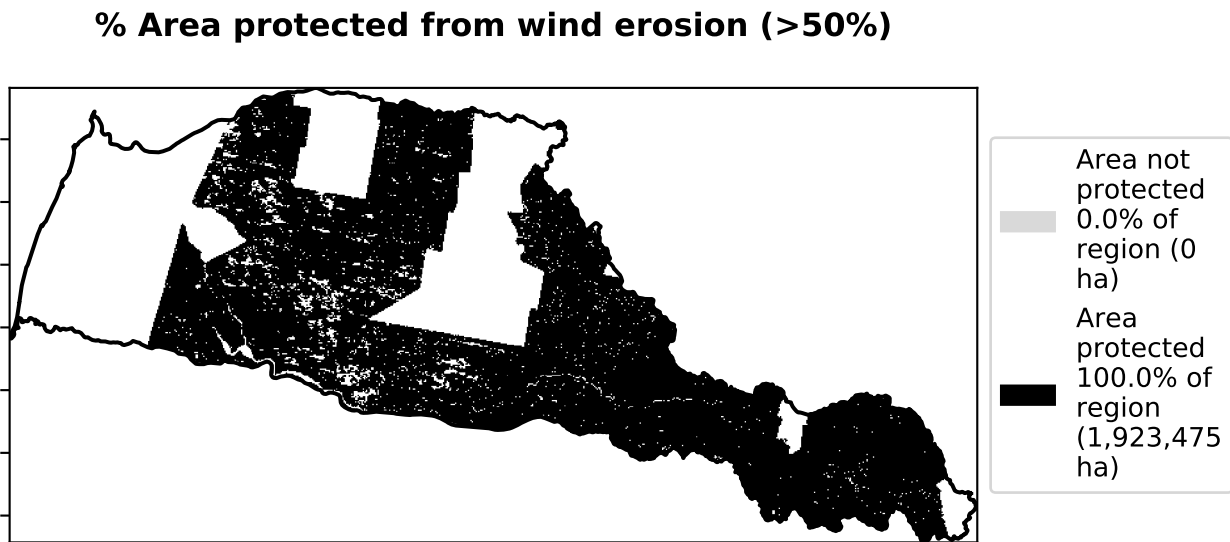 % Area protected from wind erosion (>50%)
Area not
protected
0.0% of
region (0
ha)
Area
protected
100.0% of
region
(1,923,475
ha)